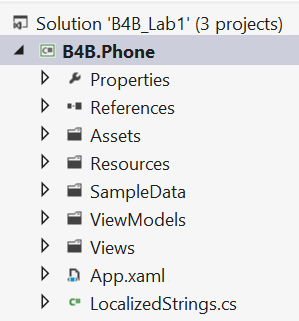 Solution 'B4B_Lab1' (3 projects)
B4B.Phone
Properties
References
Assets
Resources
SampleData
ViewModels
Views
App.xaml
LocalizedStrings.cs